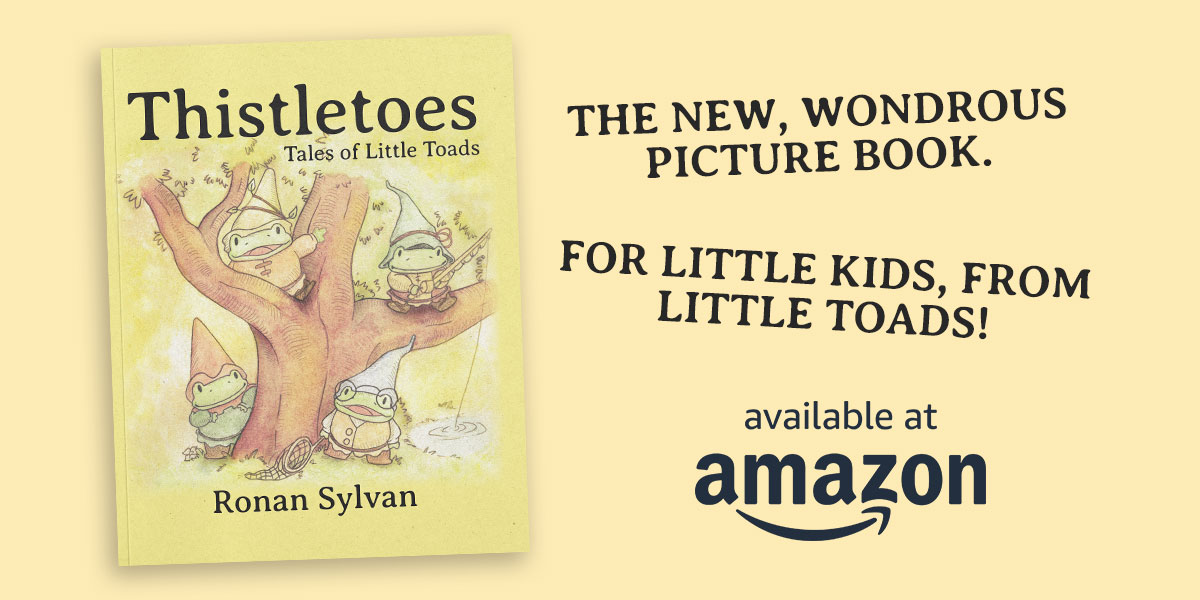 Thistletoes
Tales of Little Toads
Ronan Sylvan
THE NEW, WONDROUS
PICTURE BOOK.
FOR LITTLE KIDS, FROM
LITTLE TOADS!
available at
amazon